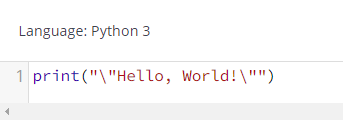 Language: Python 3
1 print("\"Hello, World!\"")